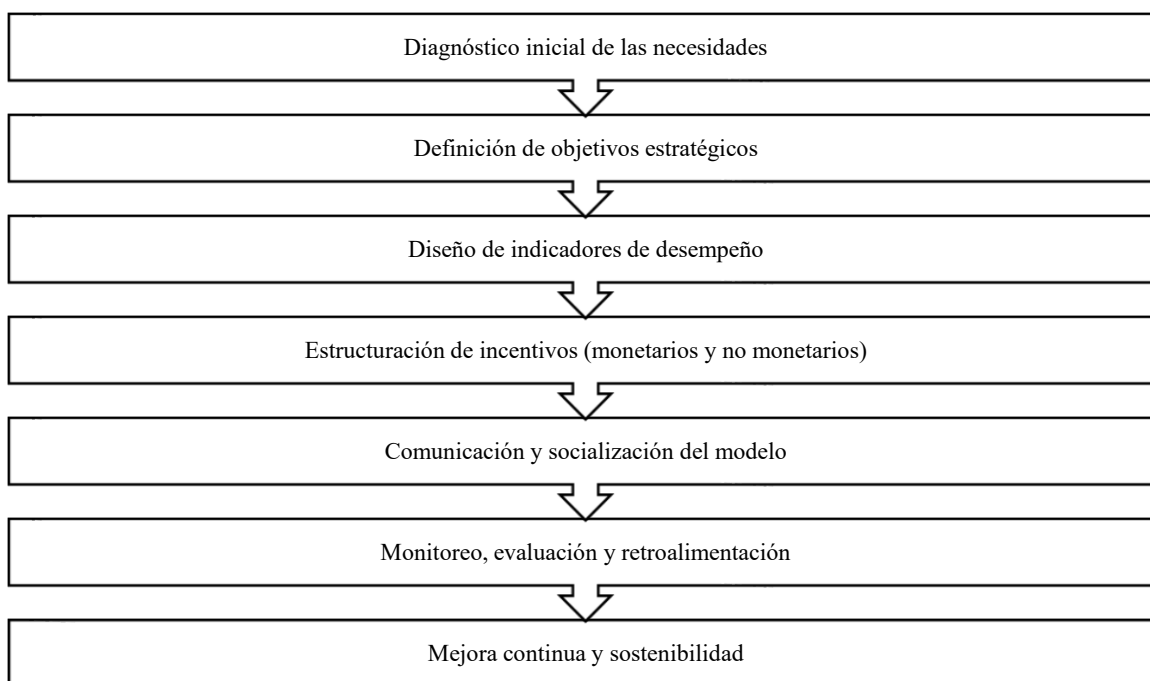 Diagnóstico inicial de las necesidades
Definición de objetivos estratégicos
Diseño de indicadores de desempeño
Estructuración de incentivos (monetarios y no monetarios)
Comunicación y socialización del modelo
Monitoreo, evaluación y retroalimentación
Mejora continua y sostenibilidad